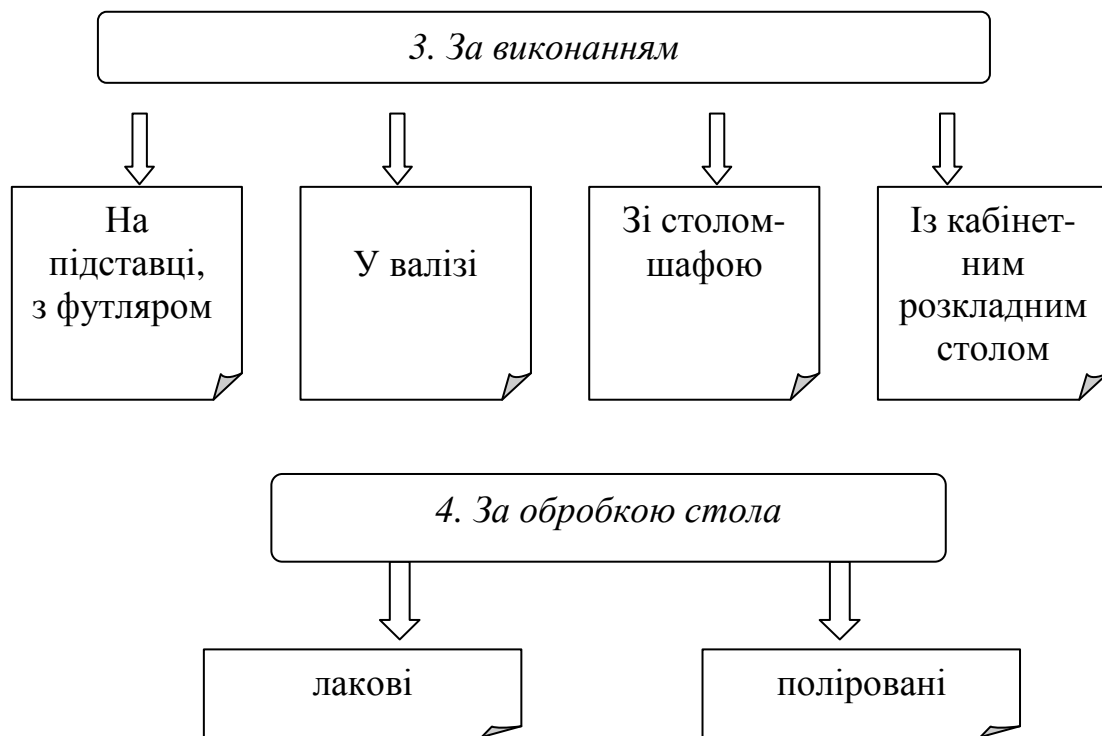 3. За виконанням
На
підставці,
з футляром
У валізі
Зі столом-
шафою
Із кабінет-
ним
розкладним
столом
4. За обробкою стола
лакові
поліровані